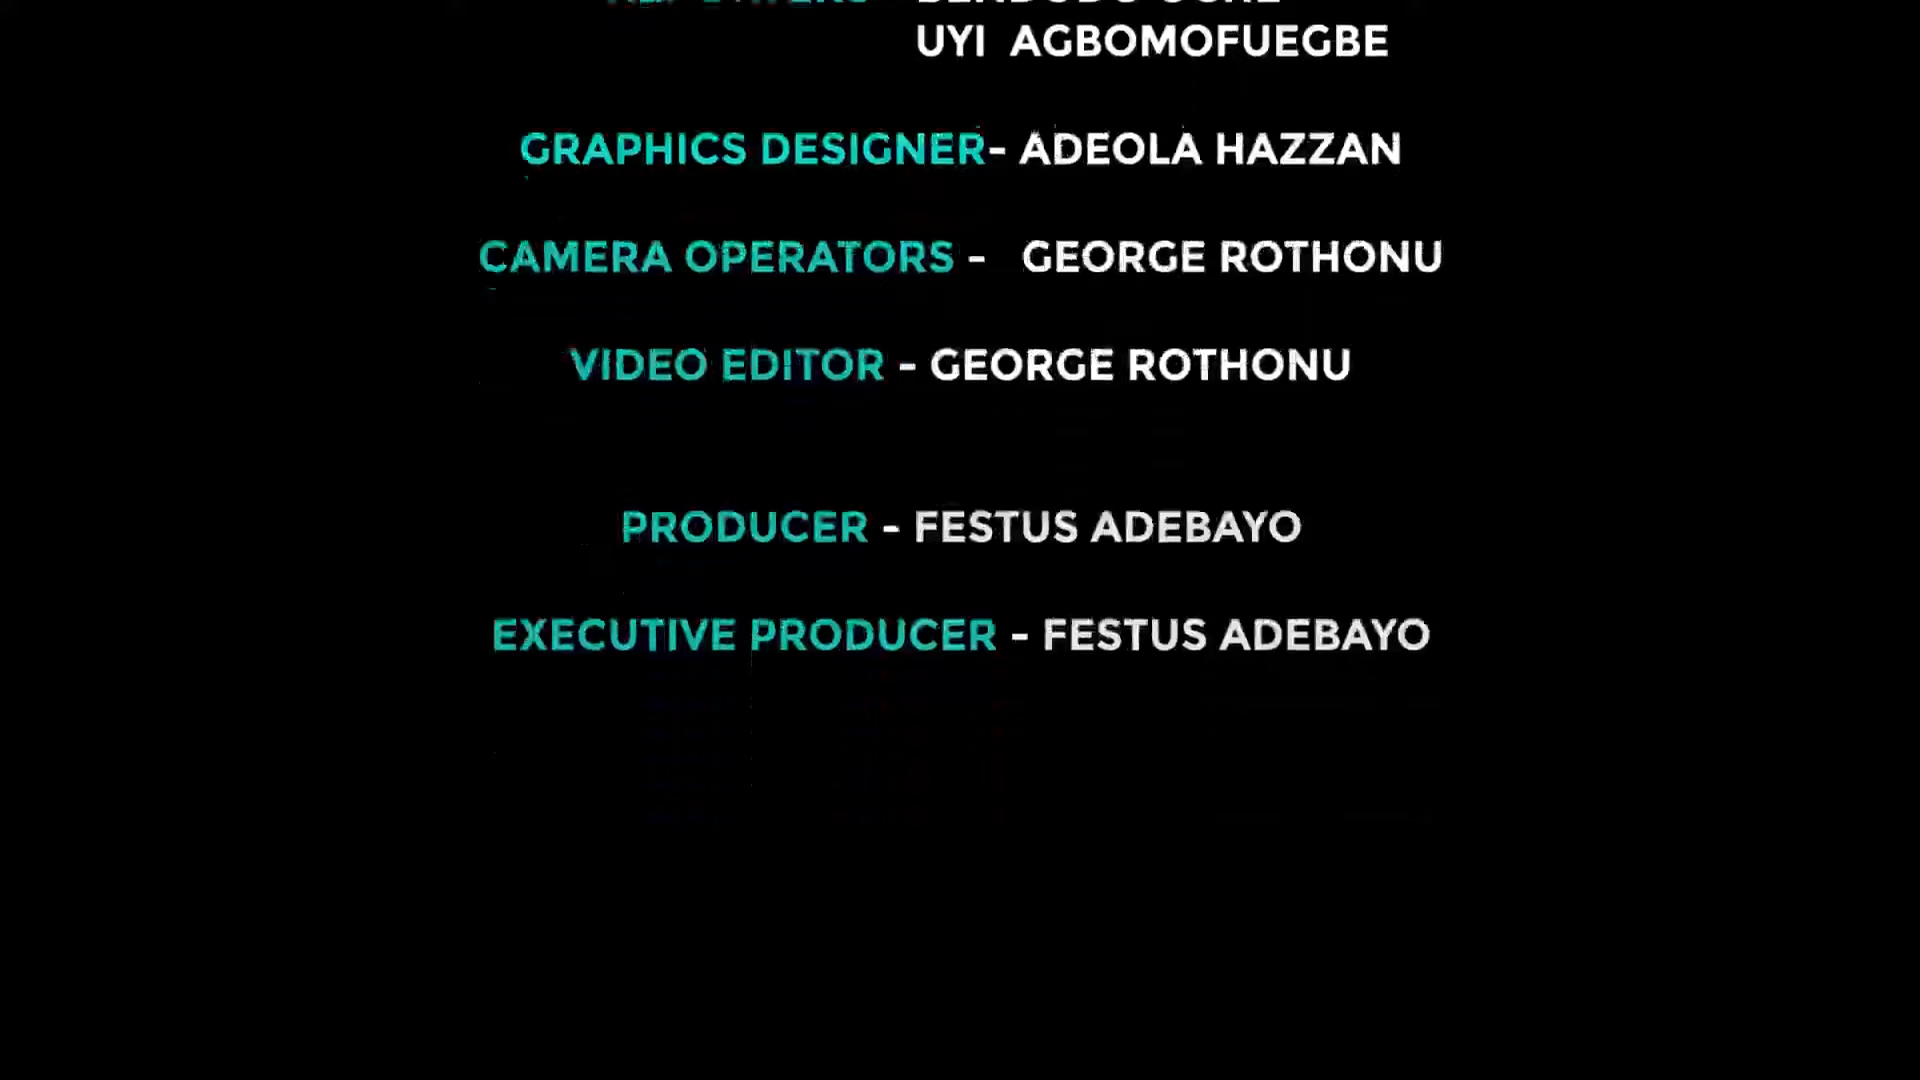 UYI AGBOMOFUEGBE
GRAPHICS DESIGNER- ADEOLA HAZZAN
CAMERA OPERATORS - GEORGE ROTHONU
VIDEO EDITOR - GEORGE ROTHONU
PRODUCER - FESTUS ADEBAYO
EXECUTIVE PRODUCER - FESTUS ADEBAYO